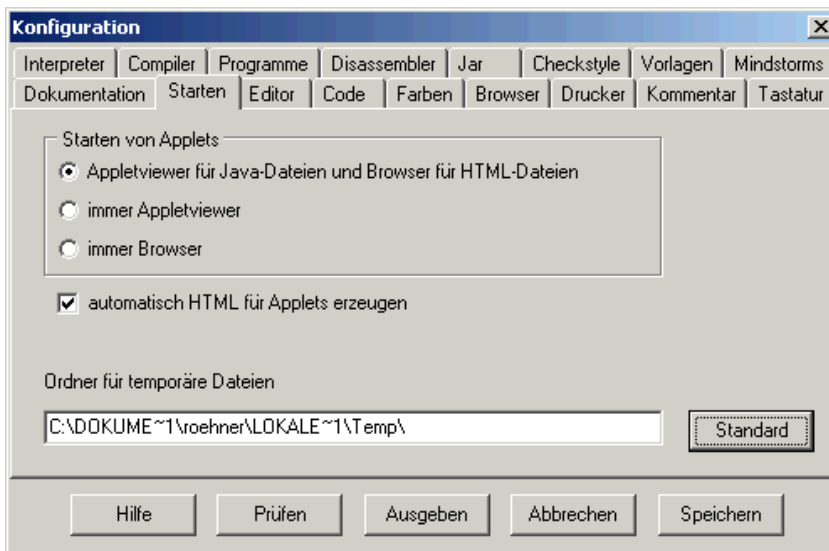 Konfiguration
Interpreter Compiler Programme Disassembler Jar Checkstyle Vorlagen Mindstorms
Dokumentation Starten Editor Code Farben Browser Drucker Kommentar Tastatur
Starten von Applets
Appletviewer für Java-Dateien und Browser für HTML-Dateien
immer Appletviewer
immer Browser
automatisch HTML für Applets erzeugen
Ordner für temporäre Dateien
C:\DOKUME~1\roehner\LOKALE~1\Temp\
Standard
Hilfe Prüfen Ausgeben Abbrechen Speichern